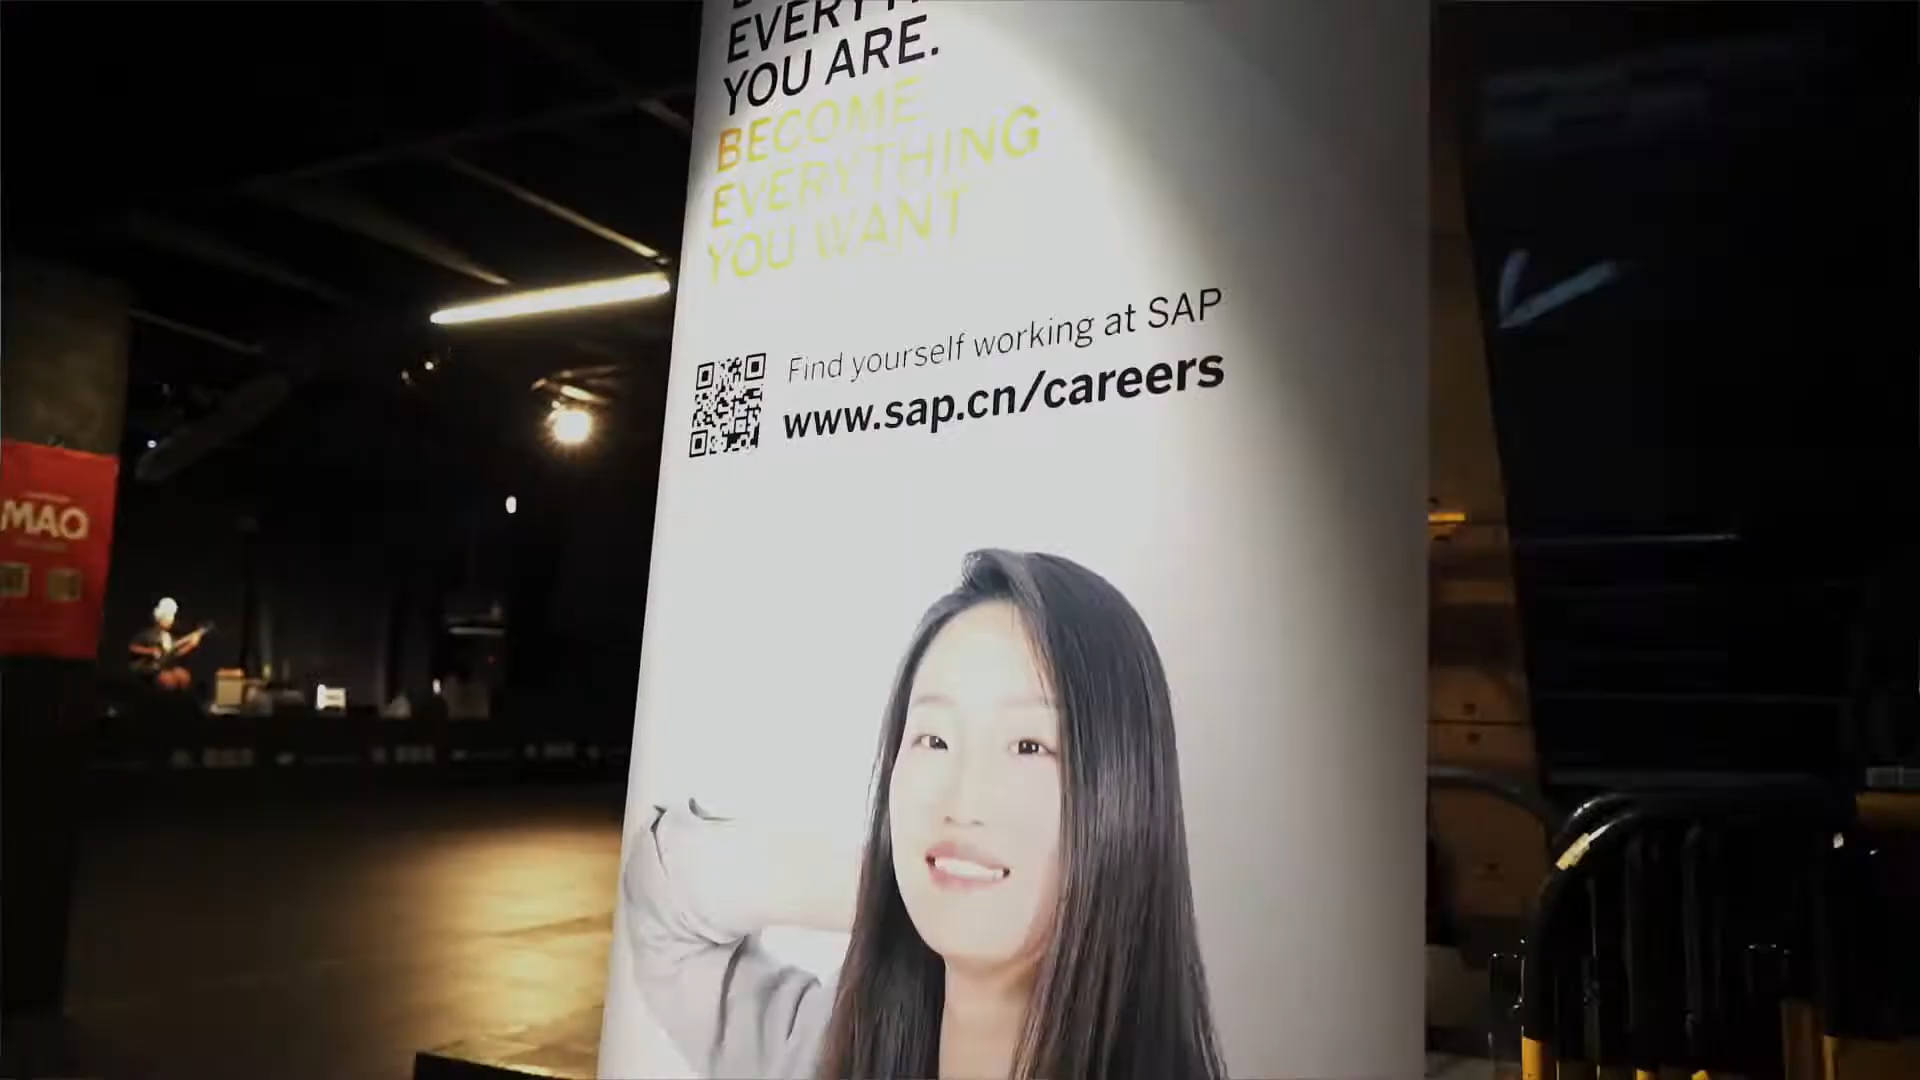 YOU ARE.
BECOME
EVERYTHING
YOU WANT
Find yourself working at SAP
www.sap.cn/careers
MAO